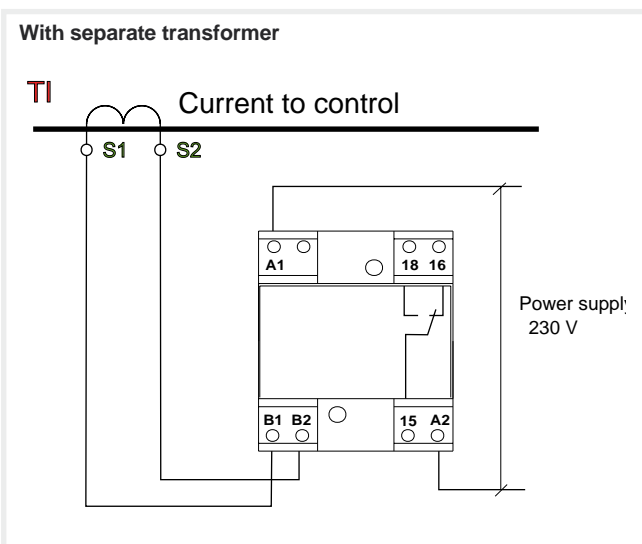 With separate transformer
TI
Current to control
S1 S2
A1
18 16
Power supply
230 V
B1 B2
15 A2